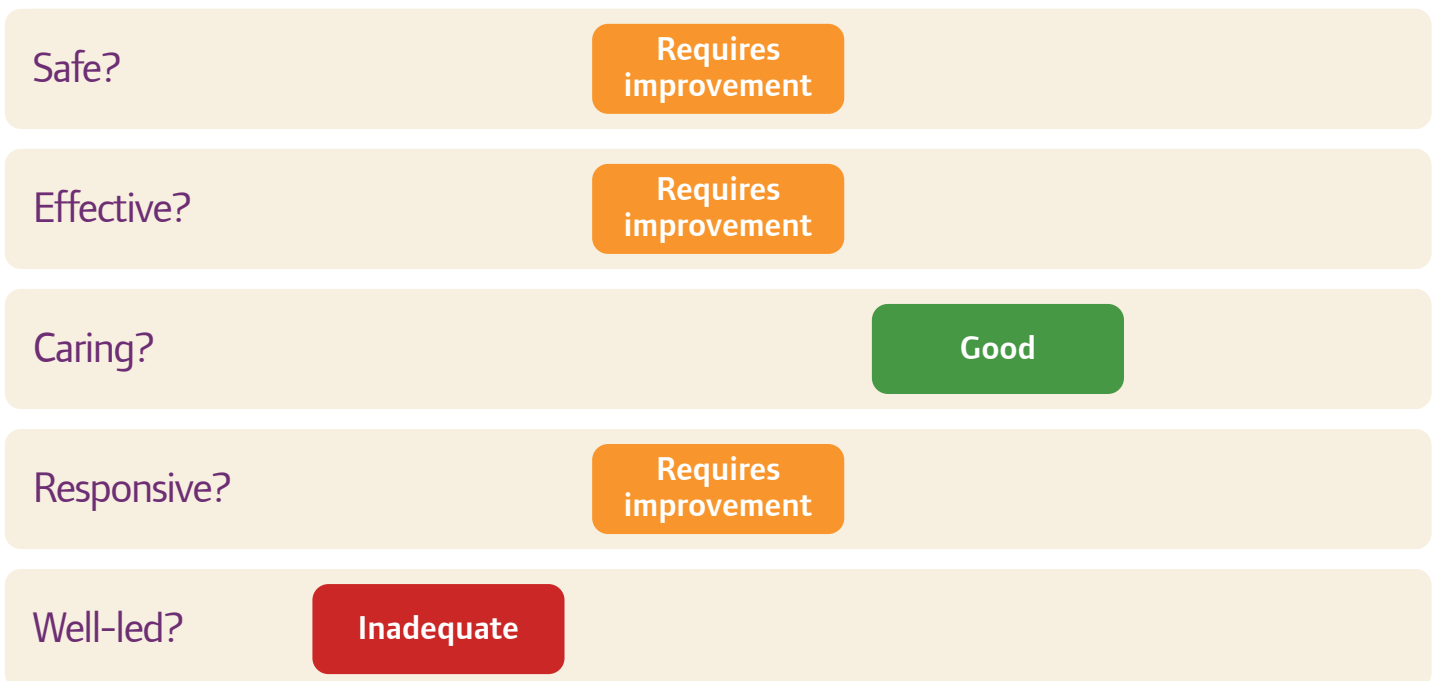 Safe?
Requires
improvement
Effective?
Requires
improvement
Caring?
Good
Responsive?
Requires
improvement
Well-led?
Inadequate